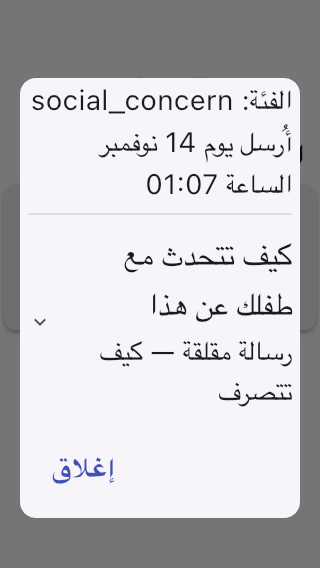 الفئة: social_concern
أُرسل يوم 14 نوفمبر
الساعة 01:07
كيف تتحدث مع
طفلك عن هذا
رسالة مقلقة — كيف
تتصرف
إغلاق